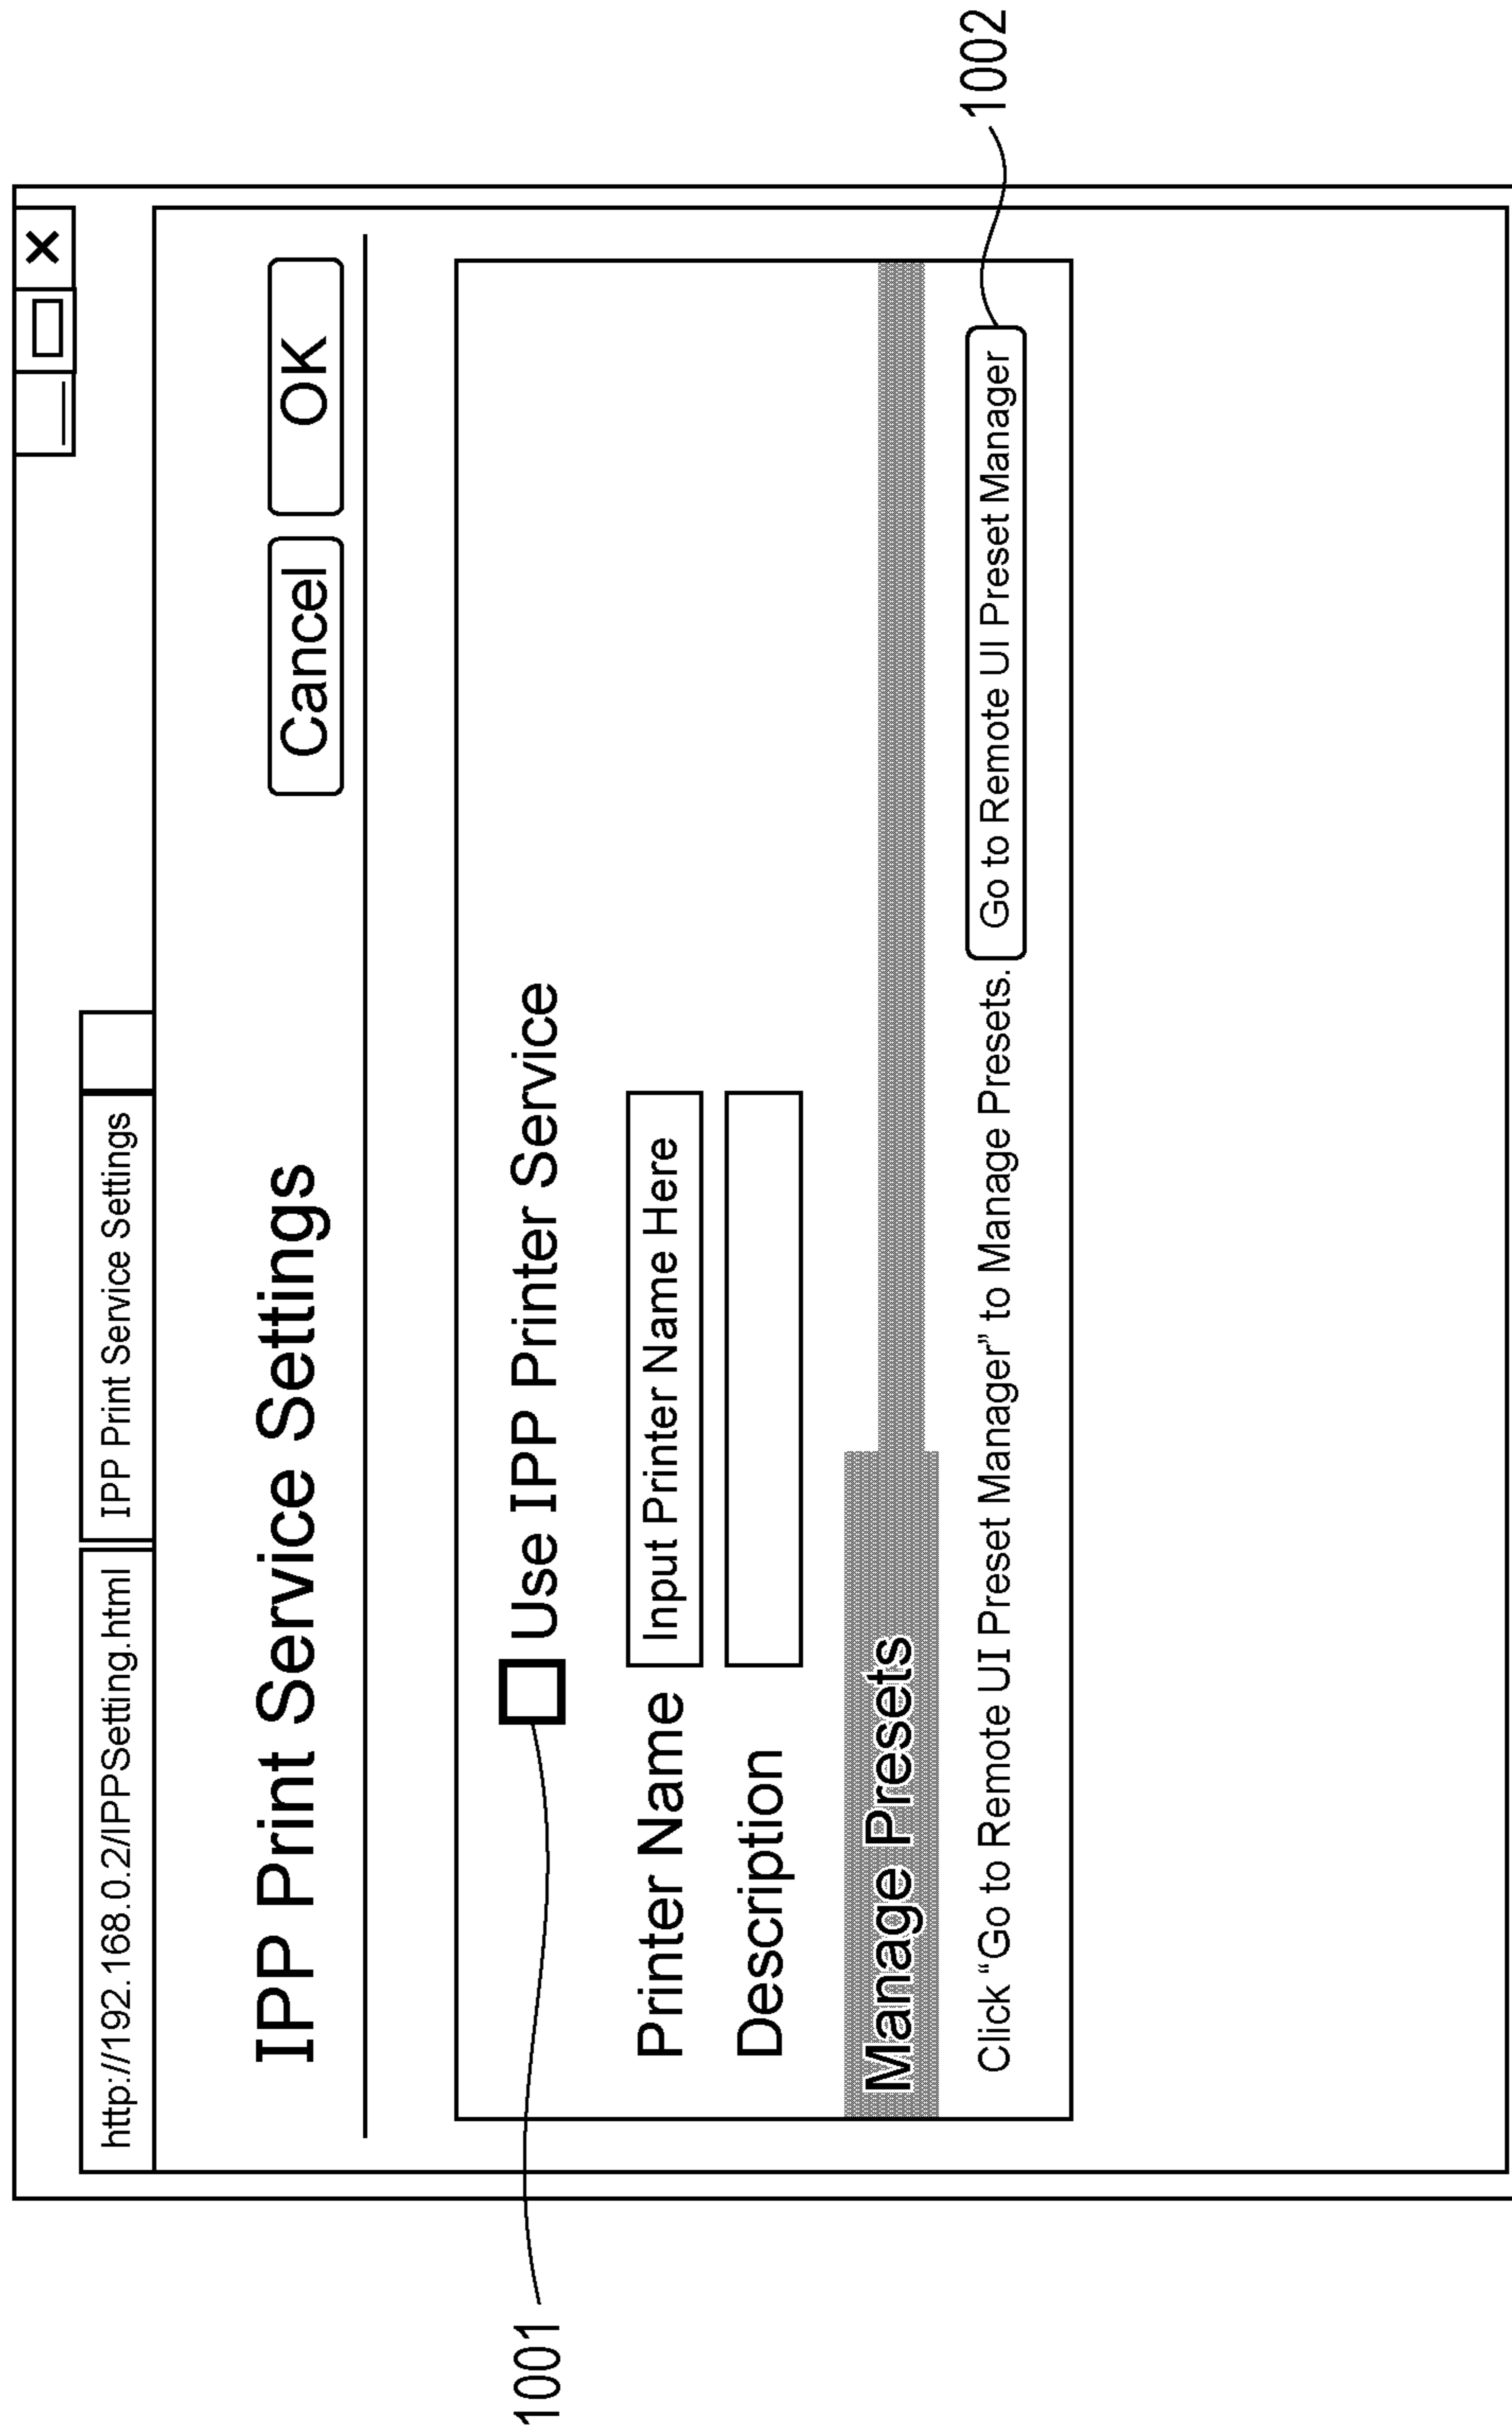 http://192.168.0.2/IPPSetting.html IPP Print Service Settings
IPP Print Service Settings
Cancel OK
1001
Use IPP Printer Service
Printer Name Input Printer Name Here
Description
Manage Presets
Click “Go to Remote UI Preset Manager” to Manage Presets. Go to Remote UI Preset Manager
1002